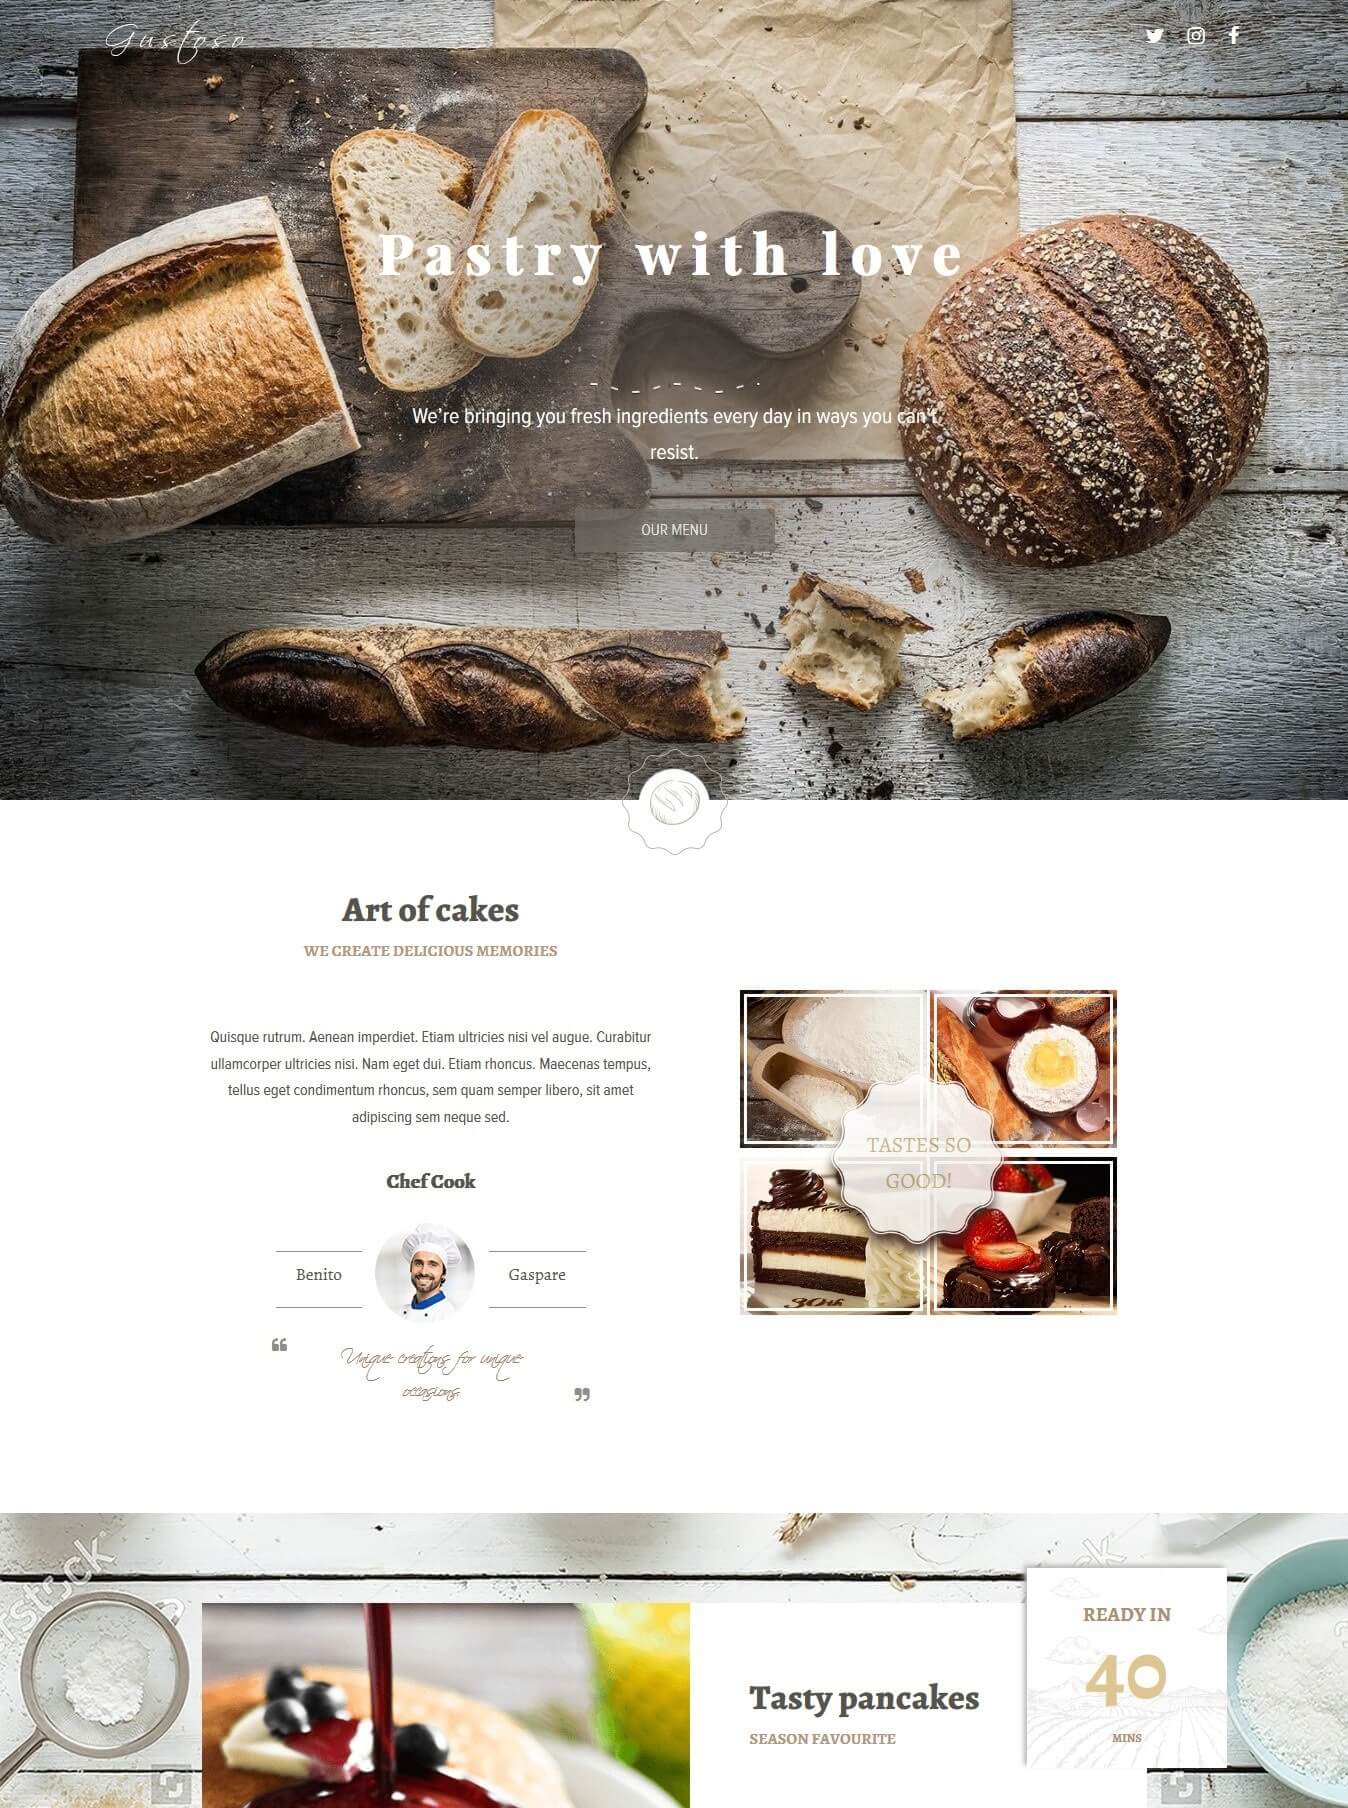 Gustoso
Pastry with love
We’re bringing you fresh ingredients every day in ways you can’t
resist.
OUR MENU
Art of cakes
WE CREATE DELICIOUS MEMORIES
Quisque rutrum. Aenean imperdiet. Etiam ultricies nisi vel augue. Curabitur
ullamcorper ultricies nisi. Nam eget dui. Etiam rhoncus. Maecenas tempus,
tellus eget condimentum rhoncus, sem quam semper libero, sit amet
adipiscing sem neque sed.
Chef Cook
Benito
Gaspare
“ Unique creations for unique
occasions. ”
TASTES SO
GOOD!
30th
READY IN
40
MINS
Tasty pancakes
SEASON FAVOURITE